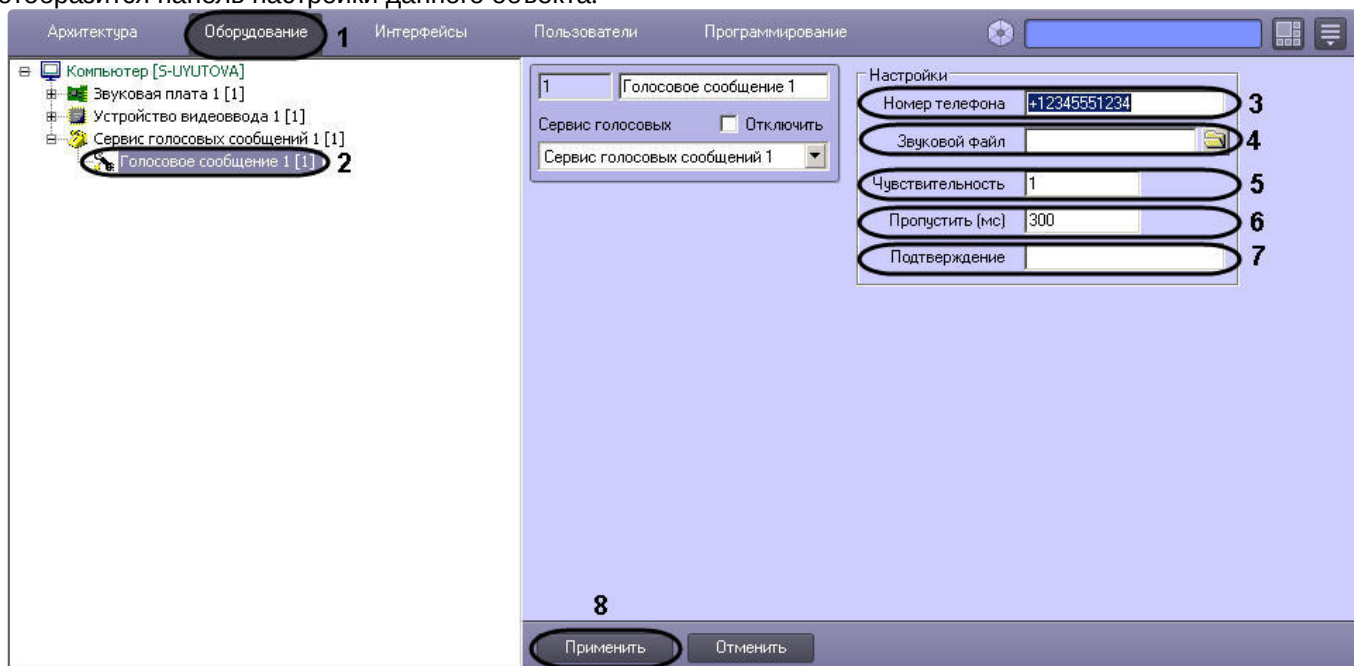 отобразится панель настройки данного объекта.
Архитектура Оборудование 1 Интерфейсы Пользователи Программирование
Компьютер [S-UYUTOVA]
Звуковая плата 1 [1]
Устройство видеоввода 1 [1]
Сервис голосовых сообщений 1 [1]
Голосовое сообщение 1 [1] 2
1 Голосовое сообщение 1
Сервис голосовых Отключить
Сервис голосовых сообщений 1
Настройки
Номер телефона +12345551234 3
Звуковой файл 4
Чувствительность 1 5
Пропустить (мс) 300 6
Подтверждение 7
8
Применить Отменить